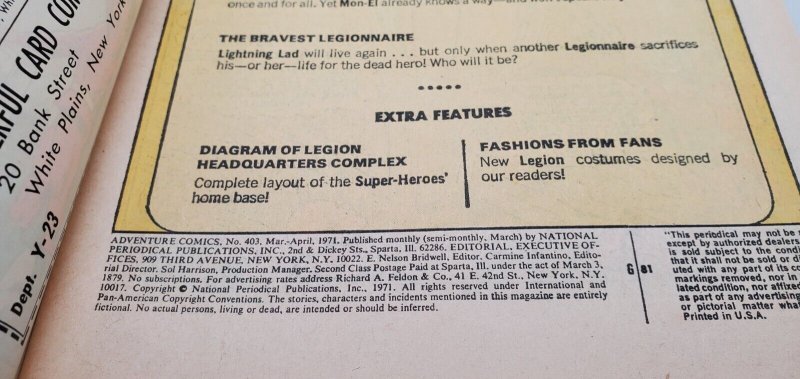 once and for all. Yet Mon-El already knows a way—and
THE BRAVEST LEGIONNAIRE
Lightning Lad will live again . . . but only when another Legionnaire sacrifices
his—or her—life for the dead hero! Who will it be?
• • • • •
EXTRA FEATURES
DIAGRAM OF LEGION
HEADQUARTERS COMPLEX
Complete layout of the Super-Heroes'
home base!
FASHIONS FROM FANS
New Legion costumes designed by
our readers!
ADVENTURE COMICS, No. 403, Mar.-April, 1971. Published monthly (semi-monthly, March) by NATIONAL
PERIODICAL PUBLICATIONS, INC., 2nd & Dickey Sts., Sparta, Ill. 62286. EDITORIAL, EXECUTIVE OF-
FICES, 909 THIRD AVENUE, NEW YORK, N.Y. 10022. E. Nelson Bridwell, Editor, Carmine Infantino, Edito-
rial Director. Sol Harrison, Production Manager. Second Class Postage Paid at Sparta, Ill. under the act of March 3,
1879. No subscriptions. For advertising rates address Richard A. Feldon & Co., 41 E. 42nd St., New York, N.Y.
10017. Copyright © National Periodical Publications, Inc., 1971. All rights reserved under International and
Pan-American Copyright Conventions. The stories, characters and incidents mentioned in this magazine are entirely
fictional. No actual persons, living or dead, are intended or should be inferred.
6 81
"This periodical may not be
except by authorized dealers
is sold subject to the condi
that it shall not be sold or di
uted with any part of its co
markings removed, nor in
lated condition, nor affixed
as part of any advertising
or pictorial matter what
Printed in U.S.A.
ERFUL CARD COM
20 Bank Street
White Plains, New York
Dept. Y-23